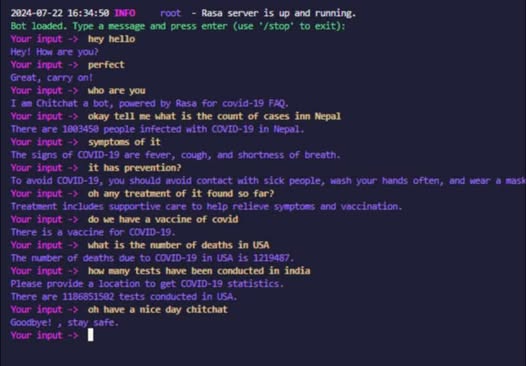 2024-07-22 16:34:50 INFO     root  - Rasa server is up and running.
Bot loaded. Type a message and press enter (use '/stop' to exit):
Your input ->  hey hello
Hey! How are you?
Your input ->  perfect
Great, carry on!
Your input ->  who are you
I am Chitchat a bot, powered by Rasa for covid-19 FAQ.
Your input ->  okay tell me what is the count of cases inn Nepal
There are 1003450 people infected with COVID-19 in Nepal.
Your input ->  symptoms of it
The signs of COVID-19 are fever, cough, and shortness of breath.
Your input ->  it has prevention?
To avoid COVID-19, you should avoid contact with sick people, wash your hands often, and wear a mask
Your input ->  oh any treatment of it found so far?
Treatment includes supportive care to help relieve symptoms and vaccination.
Your input ->  do we have a vaccine of covid
There is a vaccine for COVID-19.
Your input ->  what is the number of deaths in USA
The number of deaths due to COVID-19 in USA is 1219487.
Your input ->  how many tests have been conducted in india
Please provide a location to get COVID-19 statistics.
There are 1186851502 tests conducted in USA.
Your input ->  oh have a nice day chitchat
Goodbye! , stay safe.
Your input ->